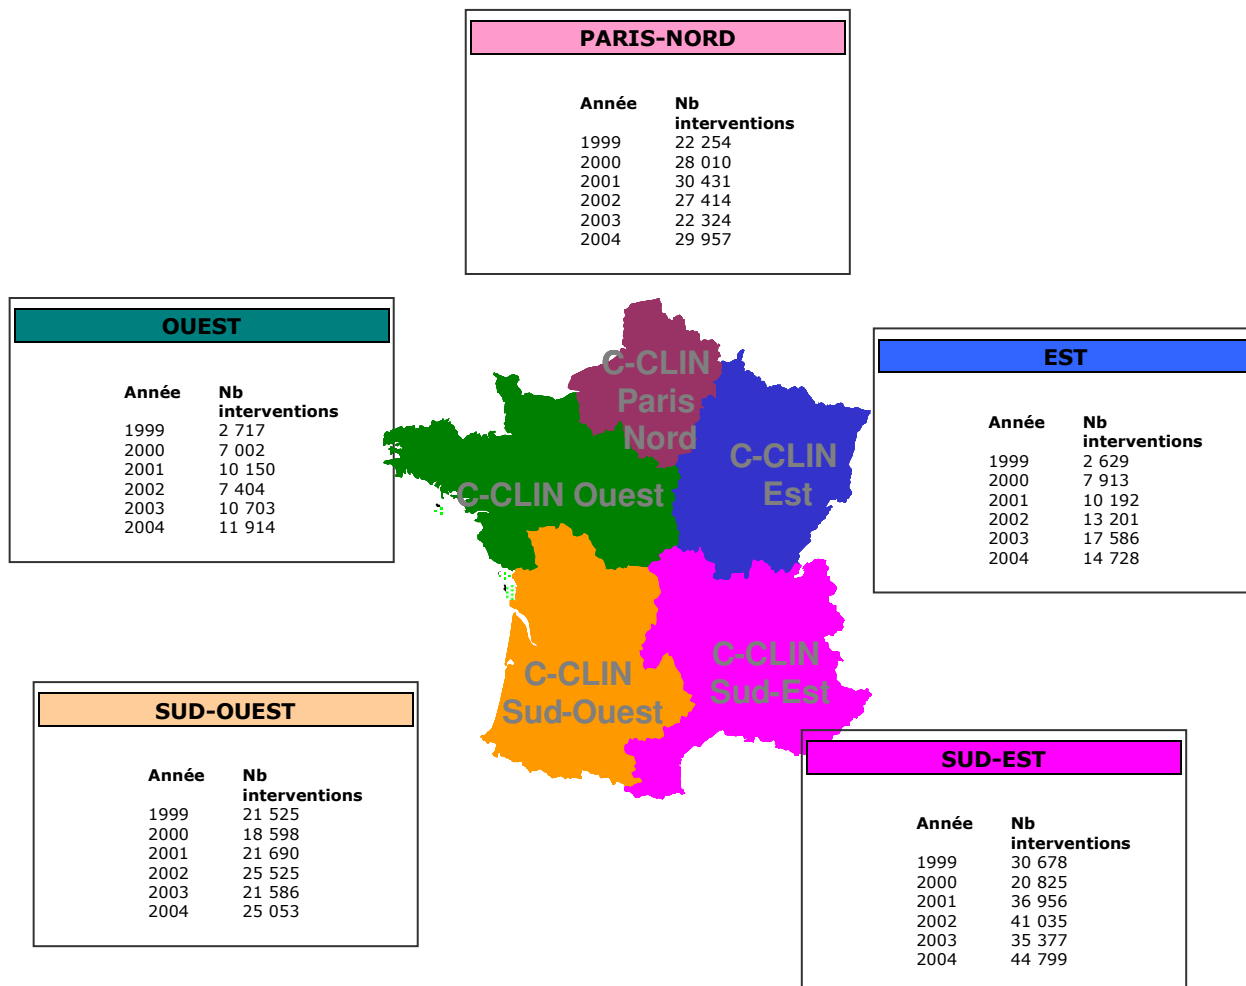 PARIS-NORD
Année Nb
interventions
1999 22 254
2000 28 010
2001 30 431
2002 27 414
2003 22 324
2004 29 957
OUEST
Année Nb
interventions
1999 2 717
2000 7 002
2001 10 150
2002 7 404
2003 10 703
2004 11 914
EST
Année Nb
interventions
1999 2 629
2000 7 913
2001 10 192
2002 13 201
2003 17 586
2004 14 728
C-CLIN
Paris
Nord
C-CLIN
Est
C-CLIN Ouest
C-CLIN
Sud-Ouest
C-CLIN
Sud-Est
SUD-OUEST
Année Nb
interventions
1999 21 525
2000 18 598
2001 21 690
2002 25 525
2003 21 586
2004 25 053
SUD-EST
Année Nb
interventions
1999 30 678
2000 20 825
2001 36 956
2002 41 035
2003 35 377
2004 44 799